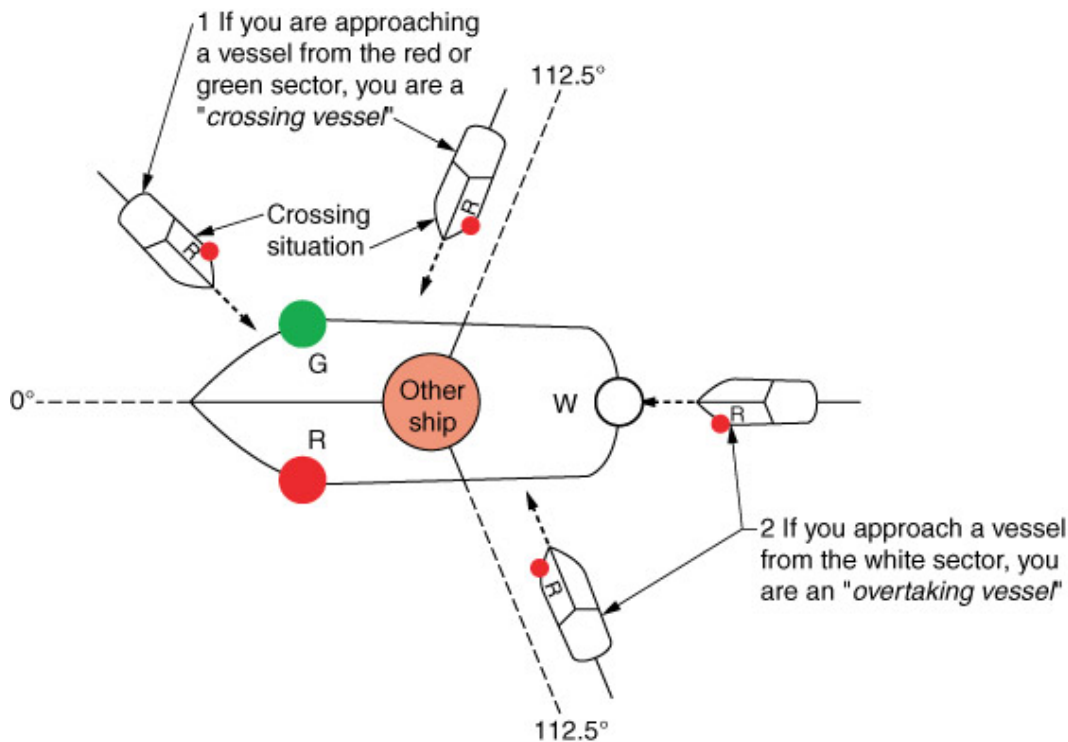 1 If you are approaching
a vessel from the red or
green sector, you are a
"crossing vessel"
112.5°
R
R
Crossing
situation
G
0°
Other
ship
W
R
R
2 If you approach a vessel
from the white sector, you
are an "overtaking vessel"
R
112.5°